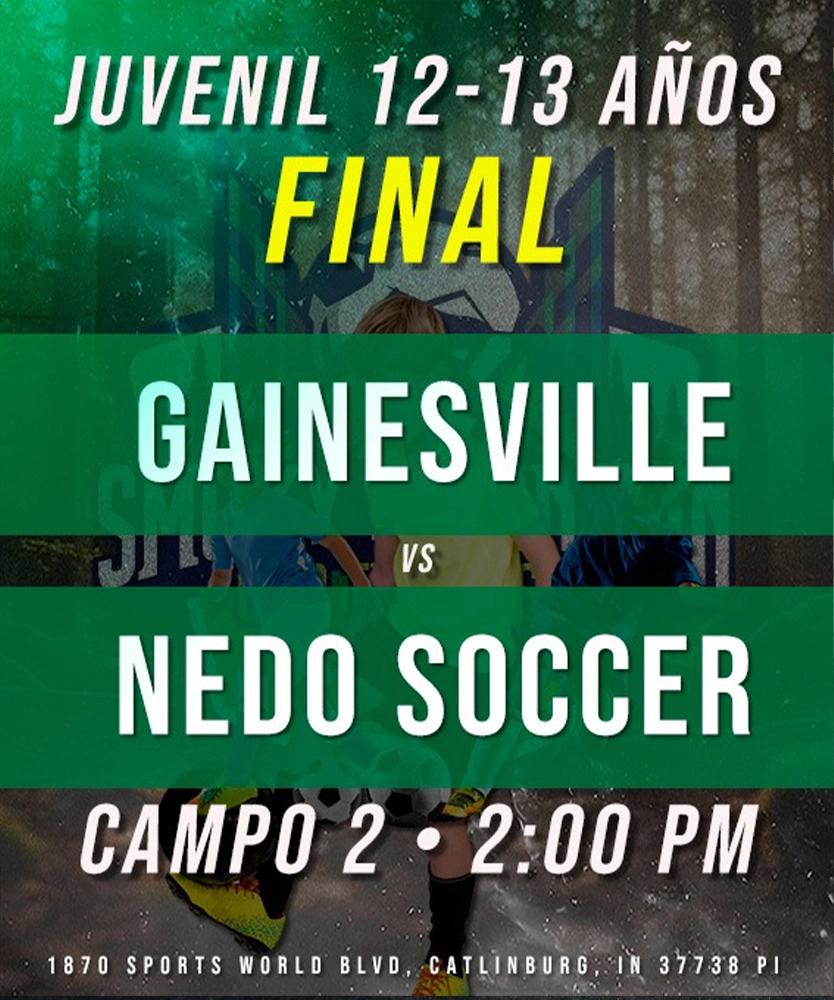 JUVENIL 12-13 AÑOS
FINAL
GAINESVILLE
VS
NEDO SOCCER
CAMPO 2 • 2:00 PM
1870 SPORTS WORLD BLVD, CATLINBURG, IN 37738 PI